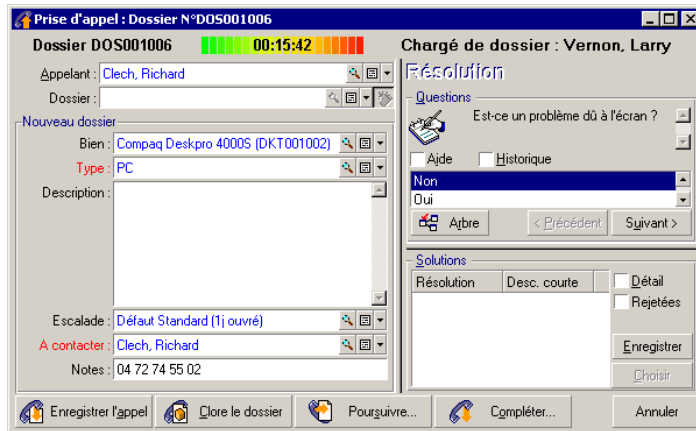 Prise d'appel : Dossier N°DOS001006
Dossier DOS001006 00:15:42 Chargé de dossier : Vernon, Larry
Appelant : Clech, Richard
Dossier :
Nouveau dossier
Bien : Compaq Deskpro 4000S (DKT001002)
Type : PC
Description :
Escalade : Défaut Standard (1j ouvré)
A contacter : Clech, Richard
Notes : 04 72 74 55 02
Résolution
Questions
Est-ce un problème dû à l'écran ?
Aide Historique
Non
Oui
Arbre < Précédent Suivant >
Solutions
Résolution Desc. courte Détail
Rejetées
Enregistrer
Choisir
Enregistrer l'appel Clore le dossier Poursuivre... Compléter... Annuler